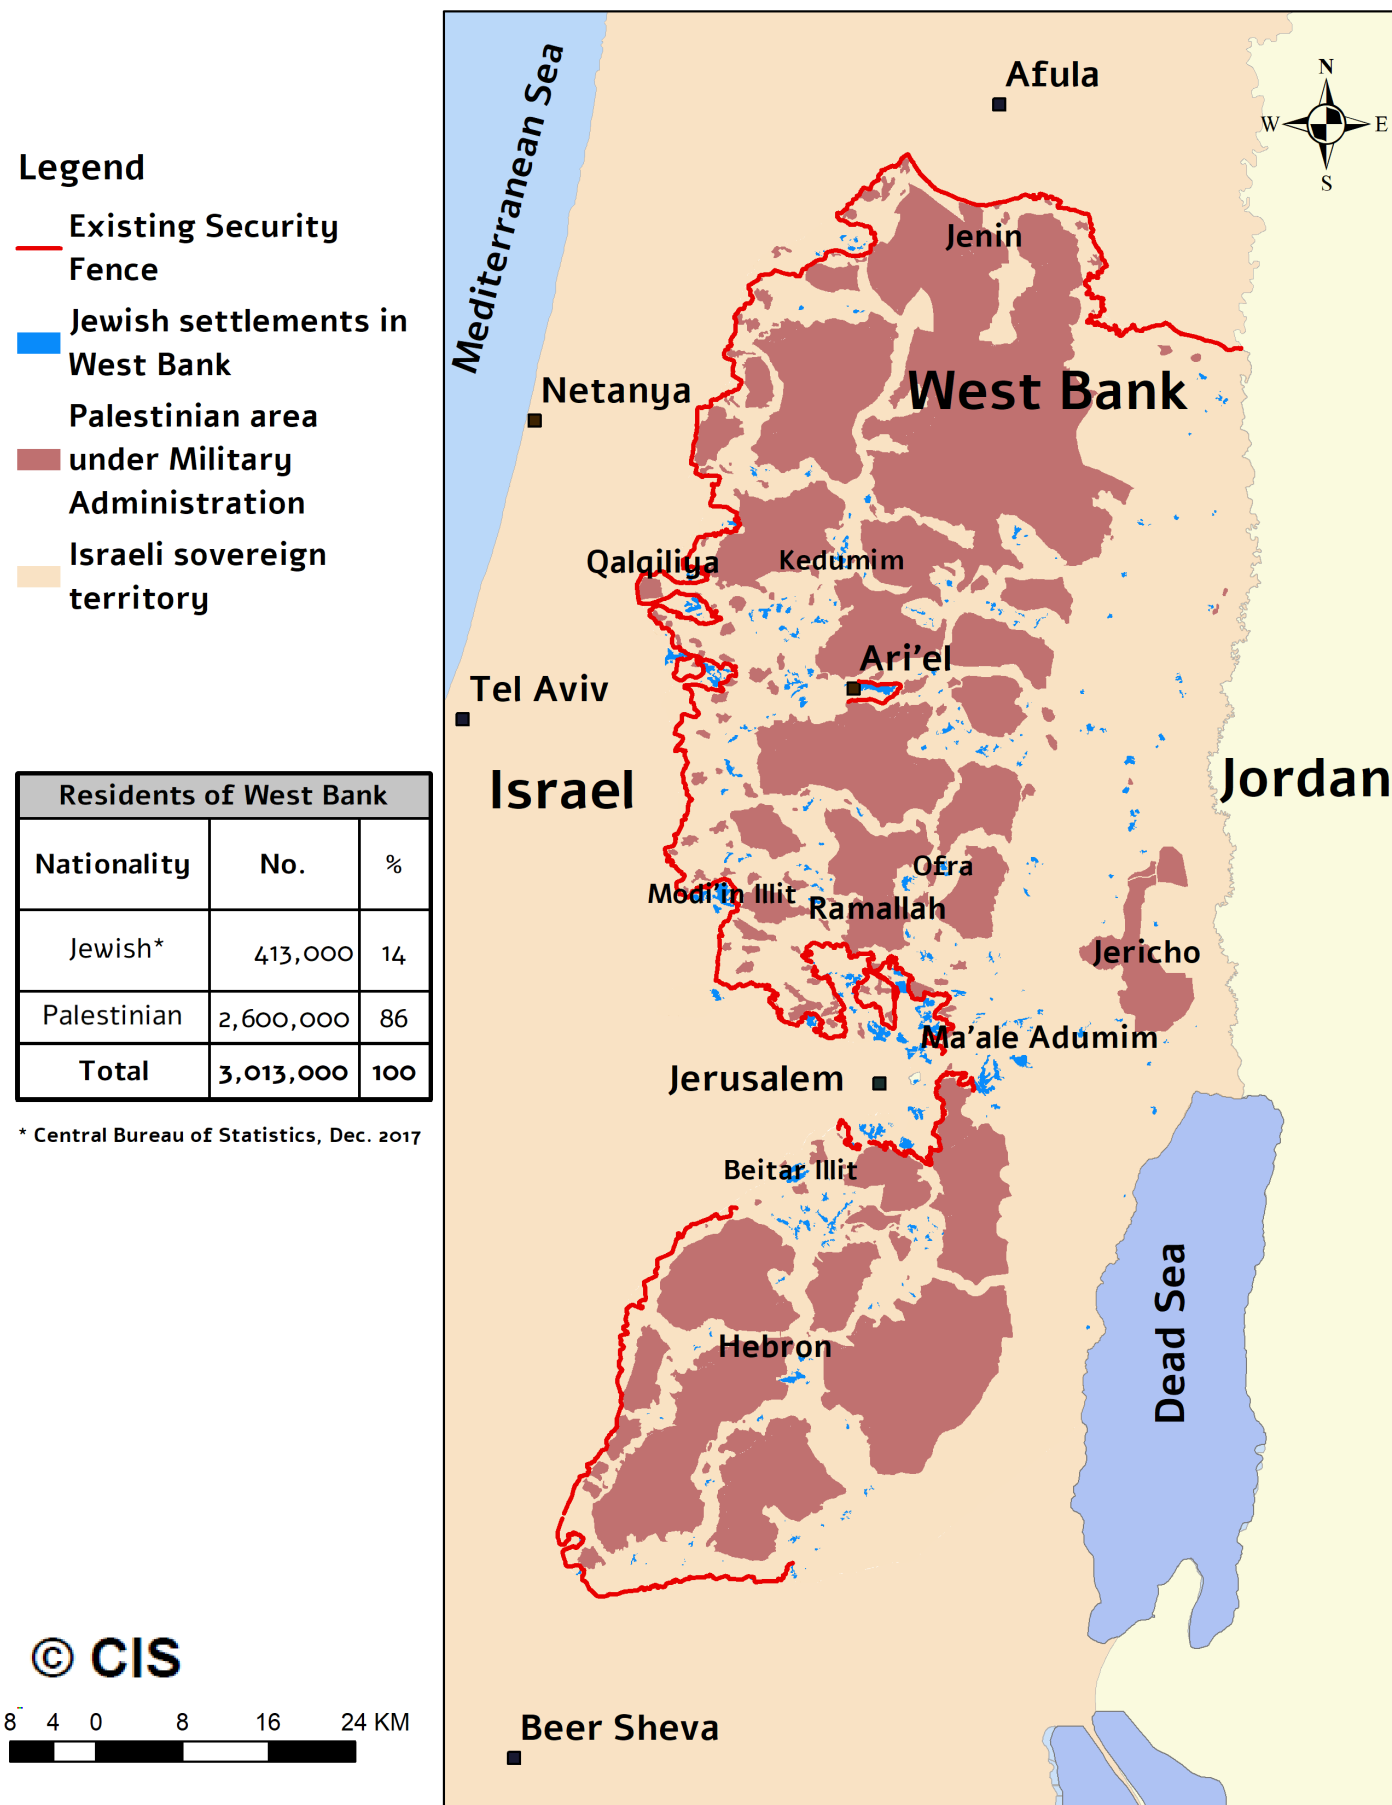 Legend
Existing Security
Fence
Jewish settlements in
West Bank
Palestinian area
under Military
Administration
Israeli sovereign
territory
Residents of West Bank
Nationality No. %
Jewish* 413,000 14
Palestinian 2,600,000 86
Total 3,013,000 100
* Central Bureau of Statistics, Dec. 2017
© CIS
8 4 0 8 16 24 KM
Mediterranean Sea
Afula
N
W E
S
Jenin
West Bank
Netanya
Qalqiliya
Kedumim
Ari'el
Tel Aviv
Israel
Jordan
Ofra
Modi'in Illit
Ramallah
Jericho
Ma'ale Adumim
Jerusalem
Beitar Illit
Dead Sea
Hebron
Beer Sheva